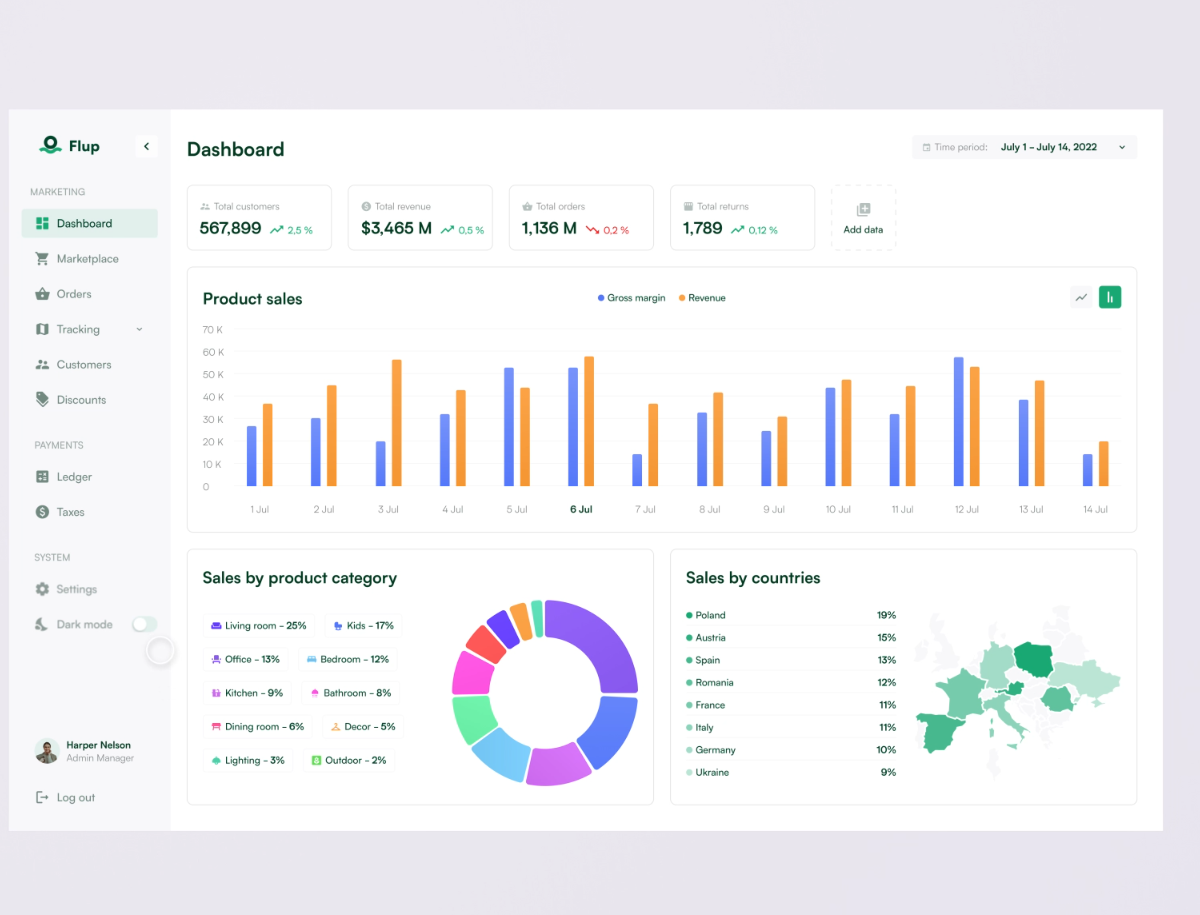 Flup
MARKETING
Dashboard
Marketplace
Orders
Tracking
Customers
Discounts
PAYMENTS
Ledger
Taxes
SYSTEM
Settings
Dark mode
Harper Nelson
Admin Manager
Log out
Dashboard
Time period: July 1 - July 14, 2022
Total customers
567,899 2,5 %
Total revenue
$3,465 M 0,5 %
Total orders
1,136 M 0,2 %
Total returns
1,789 0,12 %
Add data
Product sales
Gross margin Revenue
70 K
60 K
50 K
40 K
30 K
20 K
10 K
0
1 Jul 2 Jul 3 Jul 4 Jul 5 Jul 6 Jul 7 Jul 8 Jul 9 Jul 10 Jul 11 Jul 12 Jul 13 Jul 14 Jul
Sales by product category
Living room - 25% Kids - 17%
Office - 13% Bedroom - 12%
Kitchen - 9% Bathroom - 8%
Dining room - 6% Decor - 5%
Lighting - 3% Outdoor - 2%
Sales by countries
Poland 19%
Austria 15%
Spain 13%
Romania 12%
France 11%
Italy 11%
Germany 10%
Ukraine 9%